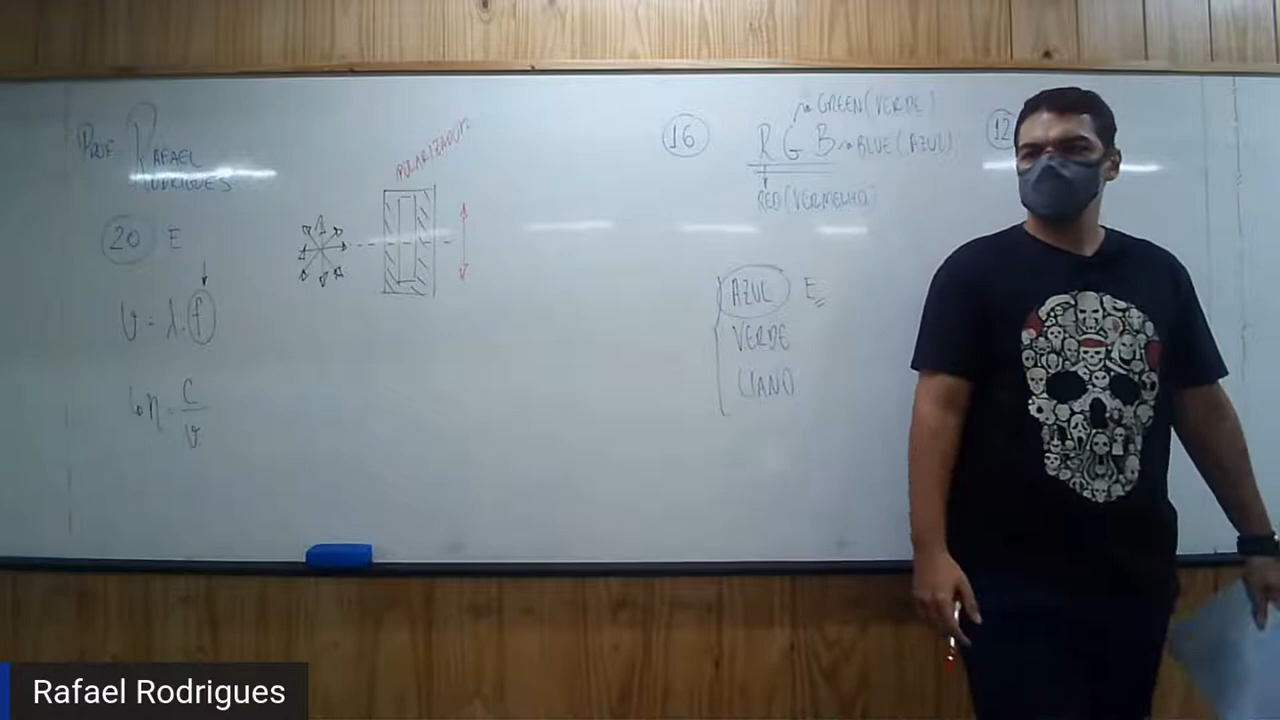 PROF. RAFAEL
RODRIGUES
20 E
v = λ.f
n = c
v
POLARIZADOR
16
GREEN (VERDE)
R G B → BLUE (AZUL)
RED (VERMELHO)
AZUL E
VERDE
CIANO
12
Rafael Rodrigues